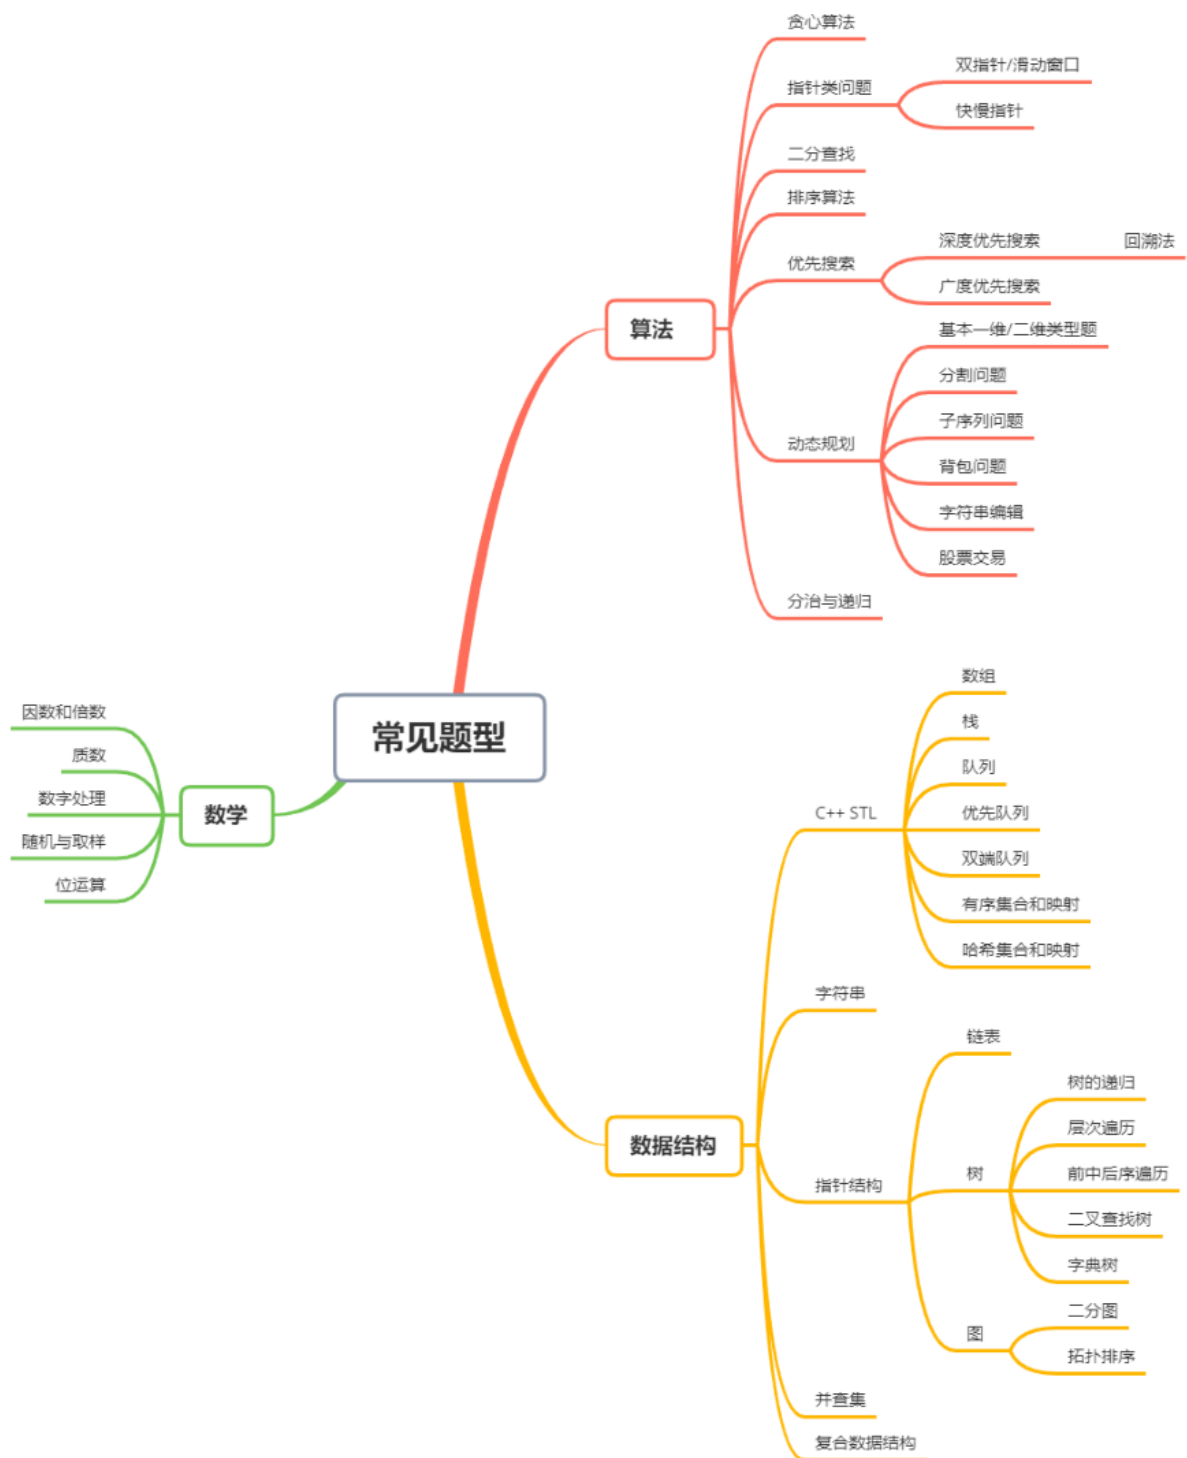 常见题型
算法
贪心算法
指针类问题
双指针/滑动窗口
快慢指针
二分查找
排序算法
优先搜索
深度优先搜索
回溯法
广度优先搜索
动态规划
基本一维/二维类型题
分割问题
子序列问题
背包问题
字符串编辑
股票交易
分治与递归
数学
因数和倍数
质数
数字处理
随机与取样
位运算
数据结构
C++ STL
数组
栈
队列
优先队列
双端队列
有序集合和映射
哈希集合和映射
字符串
指针结构
链表
树
树的递归
层次遍历
前中后序遍历
二叉查找树
字典树
图
二分图
拓扑排序
并查集
复合数据结构